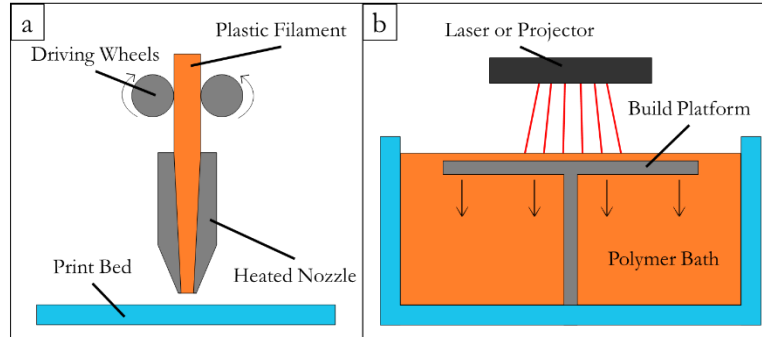 a
Plastic Filament
Driving Wheels
Print Bed
Heated Nozzle
b
Laser or Projector
Build Platform
Polymer Bath